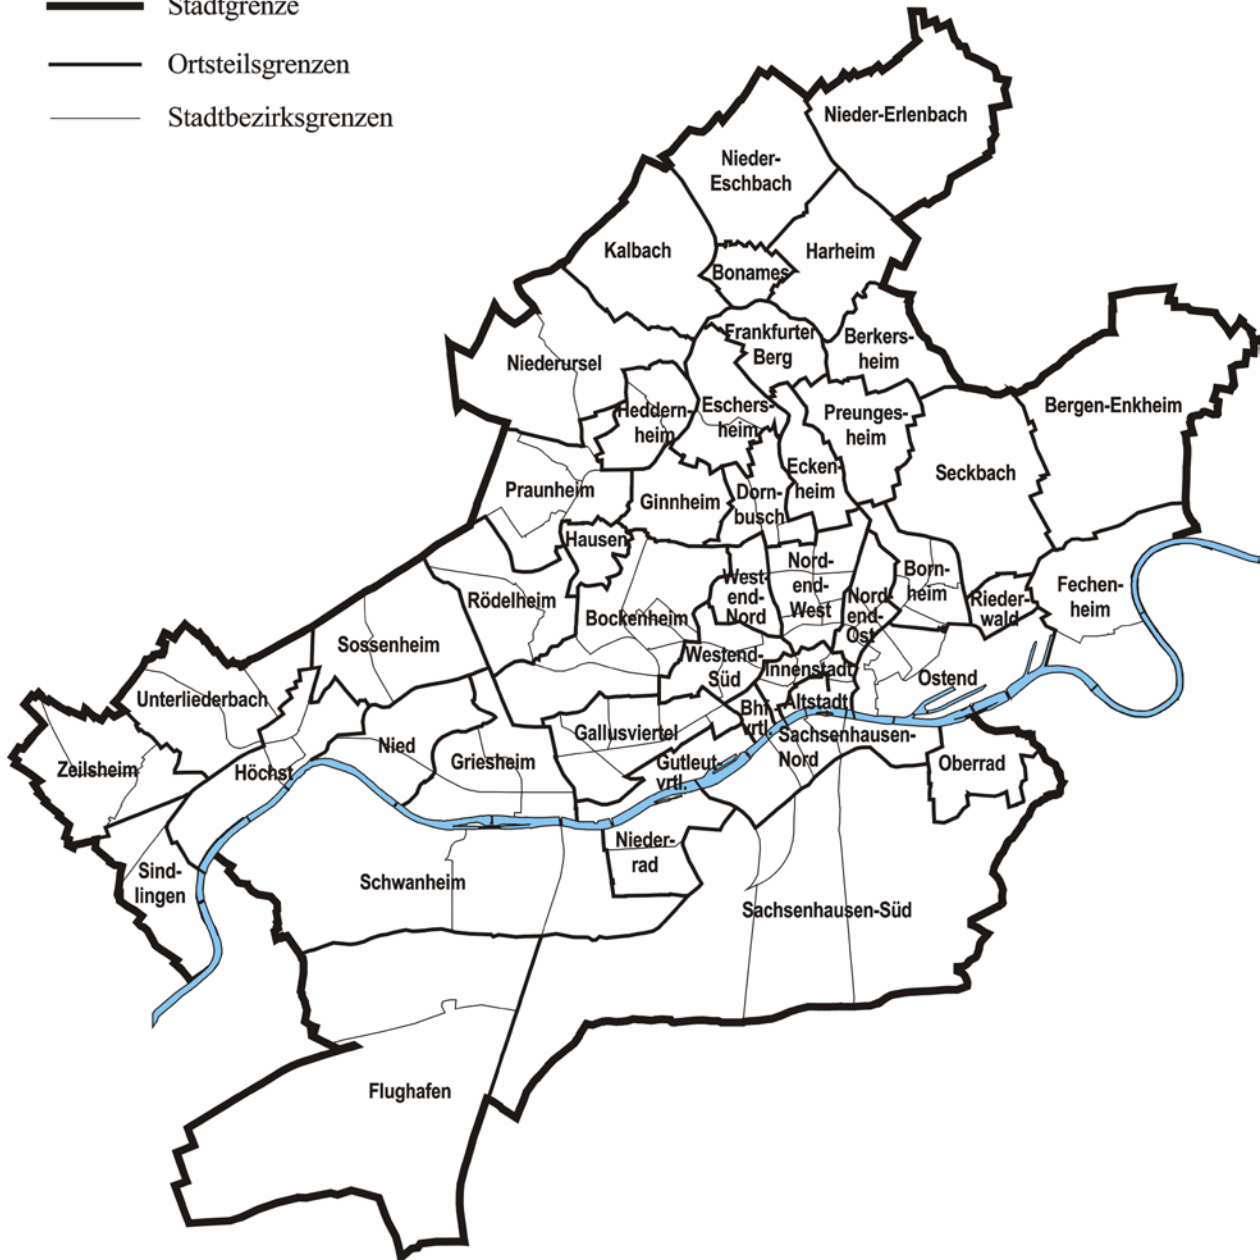 Stadtgrenze
Ortsteilsgrenzen
Stadtbezirksgrenzen
Nieder-Erlenbach
Nieder-
Eschbach
Kalbach
Harheim
Bonames
Frankfurter
Berg
Berkers-
heim
Niederursel
Heddern-
heim
Eschers-
heim
Preunges-
heim
Bergen-Enkheim
Seckbach
Ecken-
heim
Praunheim
Ginnheim
Dorn-
busch
Hausen
Rödelheim
Bockenheim
West-
end-
Nord
Nord-
end-
West
Nord-
end-
Ost
Born-
heim
Rieder-
wald
Fechen-
heim
Sossenheim
Westend-
Süd
Innenstadt
Ostend
Unterliederbach
Altstadt
Bhf.-
vrtl.
Sachsenhausen-
Nord
Gallusviertel
Nied
Griesheim
Gutleut-
vrtl.
Oberrad
Zeilsheim
Höchst
Sind-
lingen
Nieder-
rad
Schwanheim
Sachsenhausen-Süd
Flughafen